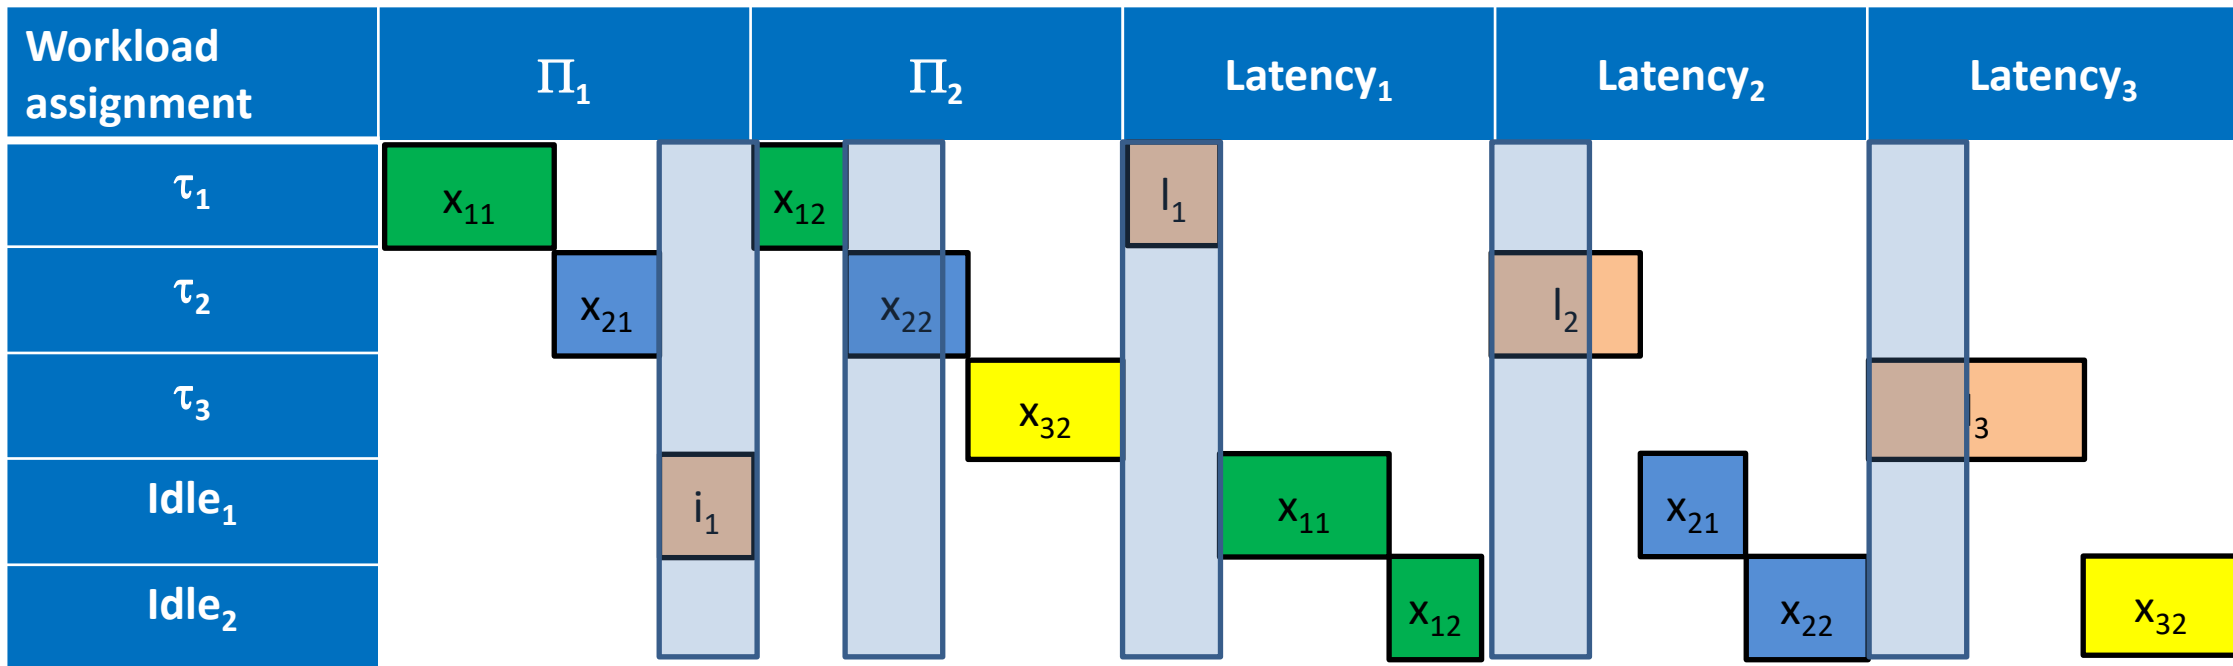 Workload
assignment
Π₁
Π₂
Latency₁
Latency₂
Latency₃
τ₁
x₁₁
x₁₂
l₁
τ₂
x₂₁
x₂₂
l₂
τ₃
x₃₂
l₃
Idle₁
i₁
x₁₁
x₂₁
Idle₂
x₁₂
x₂₂
x₃₂